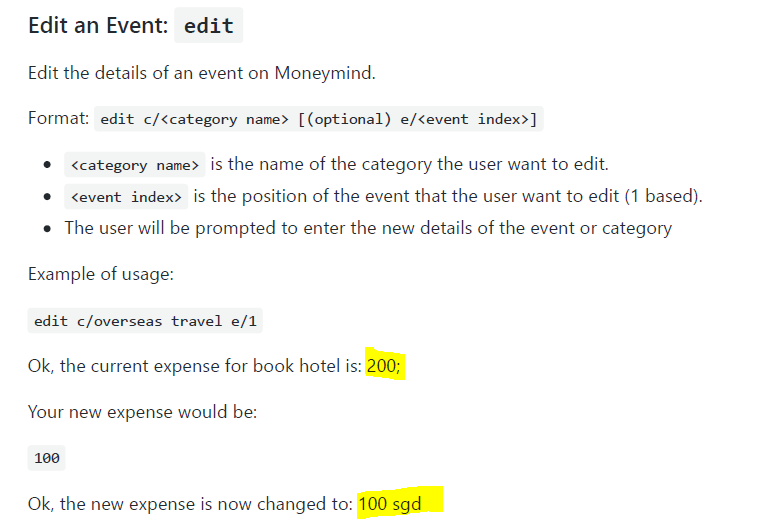 Edit an Event: edit
Edit the details of an event on Moneymind.
Format: edit c/<category name> [(optional) e/<event index>]
• <category name> is the name of the category the user want to edit.
• <event index> is the position of the event that the user want to edit (1 based).
• The user will be prompted to enter the new details of the event or category
Example of usage:
edit c/overseas travel e/1
Ok, the current expense for book hotel is: 200;
Your new expense would be:
100
Ok, the new expense is now changed to: 100 sgd